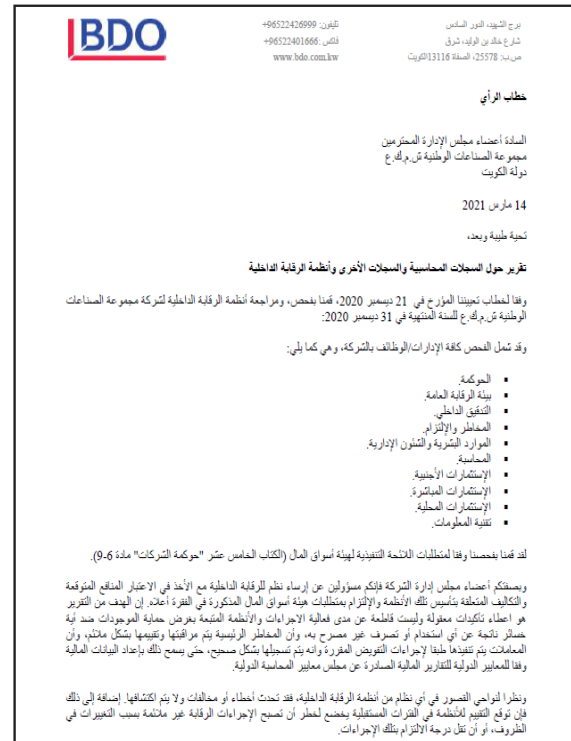 BDO
تليفون: 96522426999+
فاكس: 96522401666+
www.bdo.com.kw
برج الشهيد، الدور السادس
شارع خالد بن الوليد، شرق
ص.ب: 25578، الصفاة 13116 الكويت
خطاب الرأي
السادة أعضاء مجلس الإدارة المحترمين
مجموعة الصناعات الوطنية ش.م.ك.ع
دولة الكويت
14 مارس 2021
تحية طيبة وبعد،
تقرير حول السجلات المحاسبية والسجلات الأخرى وأنظمة الرقابة الداخلية
وفقا لخطاب تعييننا المؤرخ في 21 ديسمبر 2020، قمنا بفحص، ومراجعة أنظمة الرقابة الداخلية لشركة مجموعة الصناعات
الوطنية ش.م.ك.ع للسنة المنتهية في 31 ديسمبر 2020:
وقد شمل الفحص كافة الإدارات/الوظائف بالشركة، وهي كما يلي:
▪ الحوكمة.
▪ بيئة الرقابة العامة.
▪ التدقيق الداخلي.
▪ المخاطر والإلتزام.
▪ الموارد البشرية والشئون الإدارية.
▪ المحاسبة.
▪ الإستثمارات الأجنبية.
▪ الإستثمارات المباشرة.
▪ الإستثمارات المحلية.
▪ تقنية المعلومات.
لقد قمنا بفحصنا وفقا لمتطلبات اللائحة التنفيذية لهيئة أسواق المال (الكتاب الخامس عشر "حوكمة الشركات" مادة 6-9).
وبصفتكم أعضاء مجلس إدارة الشركة فإنكم مسؤولين عن إرساء نظم للرقابة الداخلية مع الأخذ في الاعتبار المنافع المتوقعة
والتكاليف المتعلقة بتأسيس تلك الأنظمة والإلتزام بمتطلبات هيئة أسواق المال المذكورة في الفقرة أعلاه. إن الهدف من التقرير
هو اعطاء تأكيدات معقولة وليست قاطعة عن مدى فعالية الاجراءات والأنظمة المتبعة بغرض حماية الموجودات ضد أية
خسائر ناتجة عن أي استخدام أو تصرف غير مصرح به، وأن المخاطر الرئيسية يتم مراقبتها وتقييمها بشكل ملائم، وأن
المعاملات يتم تنفيذها طبقا لإجراءات التفويض المقررة وانه يتم تسجيلها بشكل صحيح، حتى يسمح ذلك بإعداد البيانات المالية
وفقا للمعايير الدولية للتقارير المالية الصادرة عن مجلس معايير المحاسبة الدولية.
ونظرا لنواحي القصور في أي نظام من أنظمة الرقابة الداخلية، فقد تحدث أخطاء أو مخالفات ولا يتم اكتشافها. إضافة إلى ذلك
فإن توقع التقييم للأنظمة في الفترات المستقبلية يخضع لخطر أن تصبح الإجراءات الرقابة غير ملائمة بسبب التغييرات في
الظروف، أو أن تقل درجة الالتزام بتلك الإجراءات.